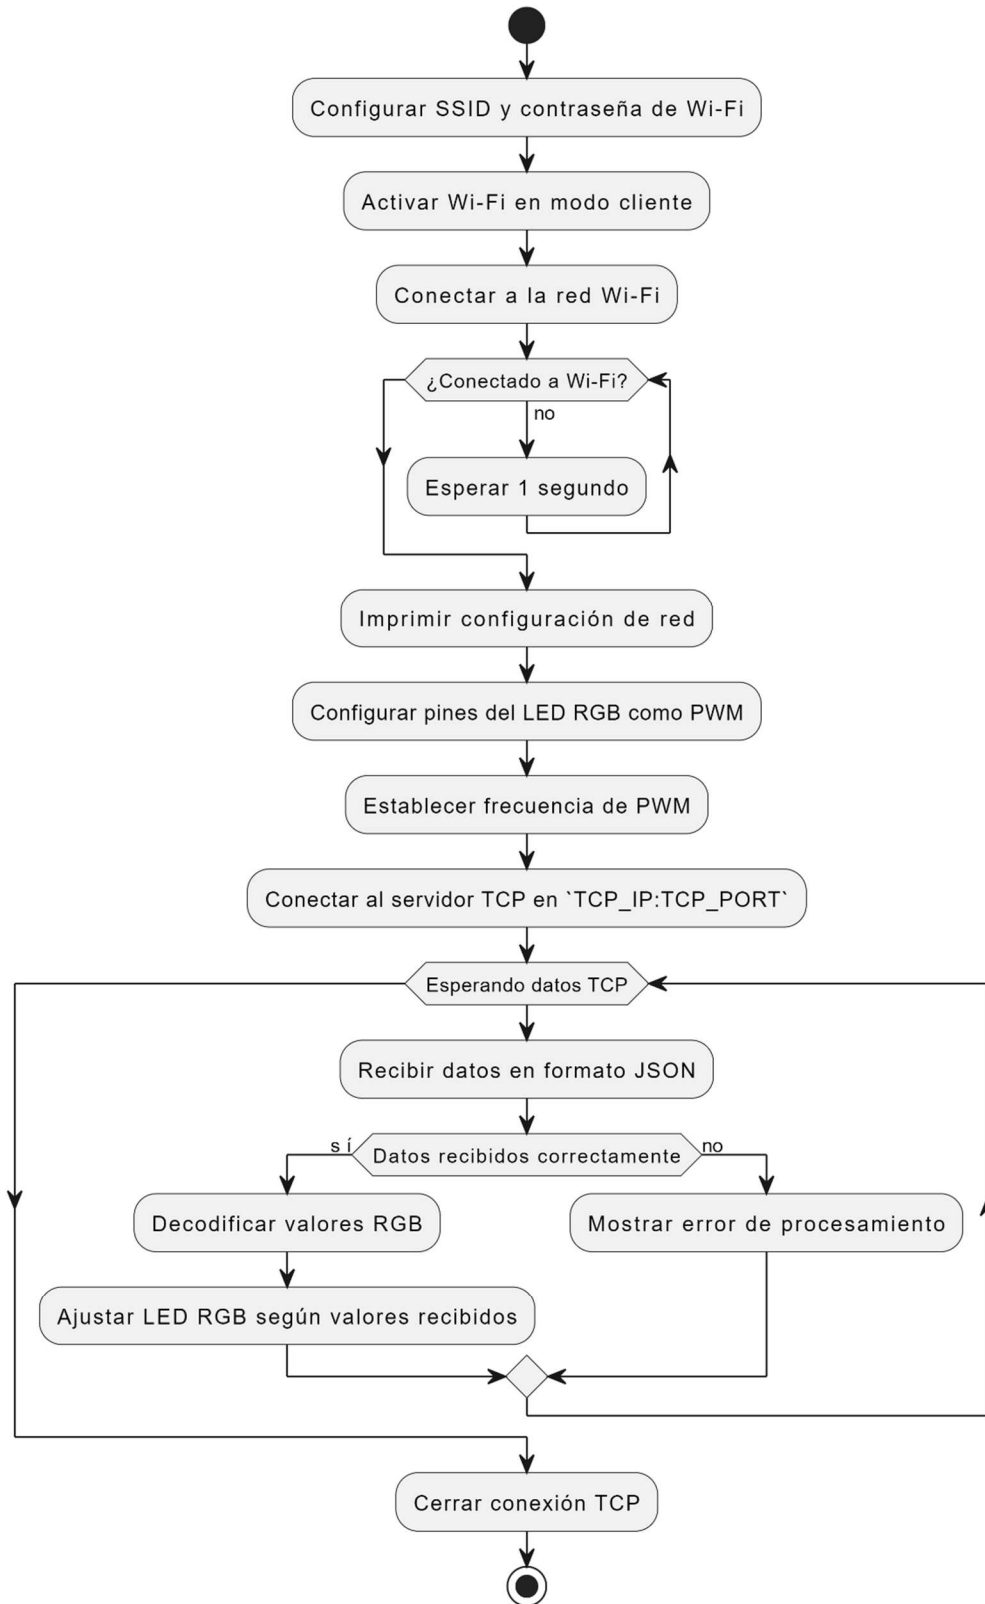 Configurar SSID y contraseña de Wi-Fi
Activar Wi-Fi en modo cliente
Conectar a la red Wi-Fi
¿Conectado a Wi-Fi?
no
Esperar 1 segundo
Imprimir configuración de red
Configurar pines del LED RGB como PWM
Establecer frecuencia de PWM
Conectar al servidor TCP en `TCP_IP:TCP_PORT`
Esperando datos TCP
Recibir datos en formato JSON
sí
Datos recibidos correctamente
no
Decodificar valores RGB
Mostrar error de procesamiento
Ajustar LED RGB según valores recibidos
Cerrar conexión TCP